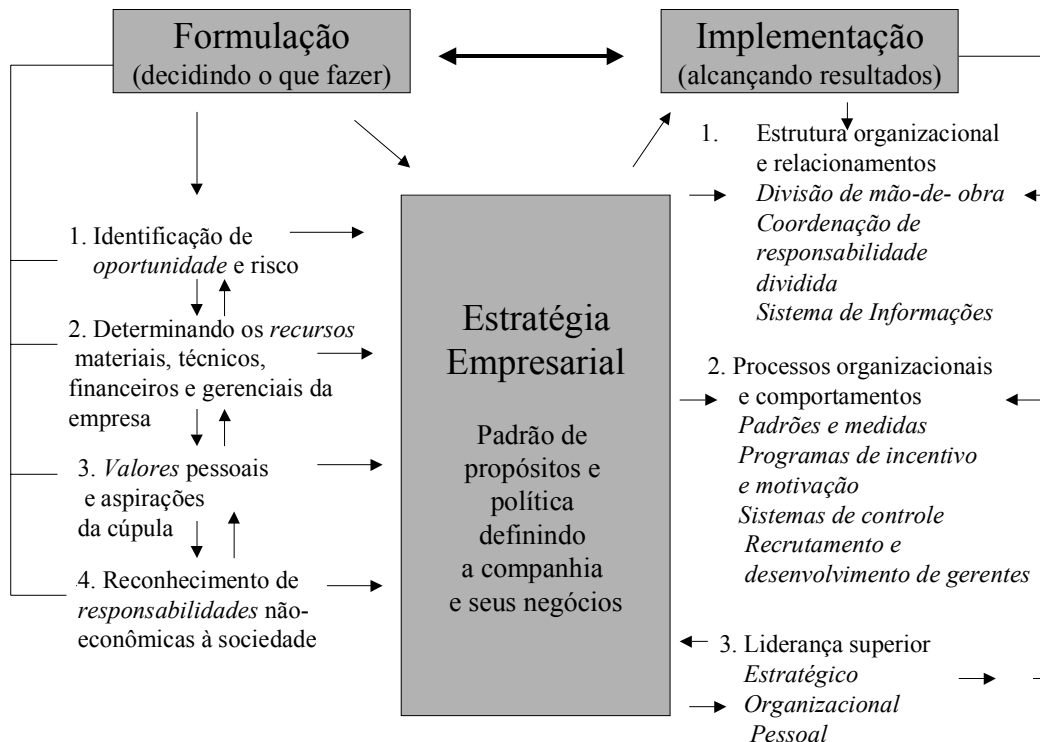 Formulação
(decidindo o que fazer)
Implementação
(alcançando resultados)
1. Identificação de
oportunidade e risco
2. Determinando os recursos
materiais, técnicos,
financeiros e gerenciais da
empresa
3. Valores pessoais
e aspirações
da cúpula
4. Reconhecimento de
responsabilidades não-
econômicas à sociedade
Estratégia
Empresarial
Padrão de
propósitos e
política
definindo
a companhia
e seus negócios
1. Estrutura organizacional
e relacionamentos
Divisão de mão-de- obra
Coordenação de
responsabilidade
dividida
Sistema de Informações
2. Processos organizacionais
e comportamentos
Padrões e medidas
Programas de incentivo
e motivação
Sistemas de controle
Recrutamento e
desenvolvimento de gerentes
3. Liderança superior
Estratégico
Organizacional
Pessoal